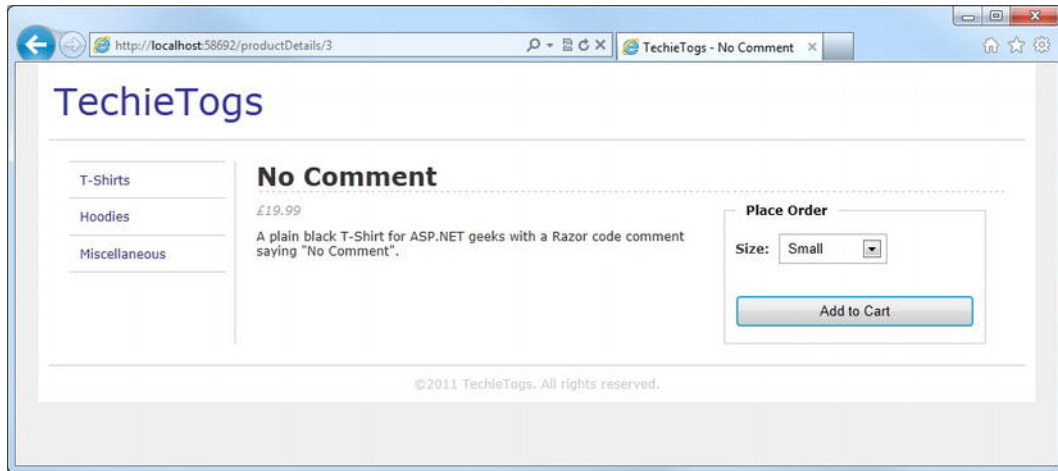 http://localhost:58692/productDetails/3
TechieTogs - No Comment
TechieTogs
T-Shirts
Hoodies
Miscellaneous
No Comment
£19.99
A plain black T-Shirt for ASP.NET geeks with a Razor code comment
saying "No Comment".
Place Order
Size: Small
Add to Cart
©2011 TechieTogs. All rights reserved.